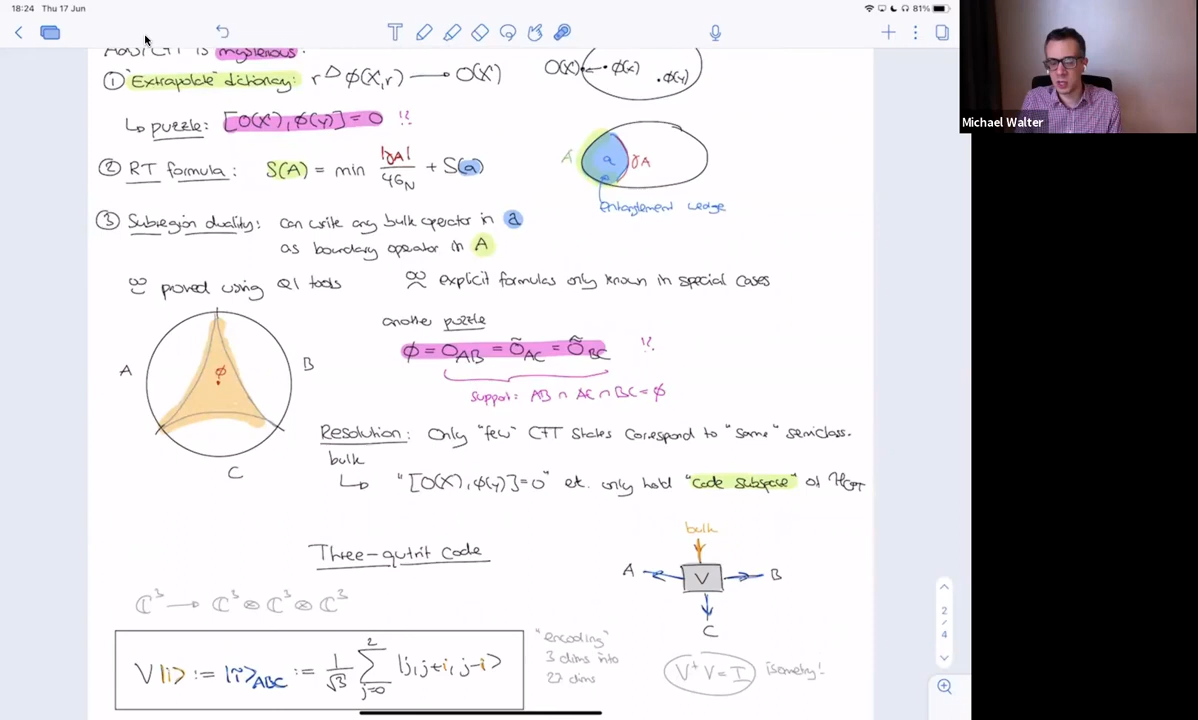 18:24 Thu 17 Jun
81%
AdS/CFT is mysterious.
① "Extrapolate" dictionary: r^Δ φ(X,r) → O(X)
O(X) ← φ(x) .φ(y)
↳ puzzle: [O(X), φ(y)] = 0 !?
② RT formula: S(A) = min |γA| / 4G_N + S(a)
A a γA
Entanglement wedge
③ Subregion duality: can write any bulk operator in a
as boundary operator in A
proved using QI tools
explicit formulas only known in special cases
another puzzle
φ = O_AB = Õ_AC = Õ̃_BC !?
support: AB ∩ AC ∩ BC = ∅
A φ B
C
Resolution: Only "few" CFT states correspond to "same" semiclass.
bulk
↳ "[O(X), φ(y)]=0" etc. only hold "code subspace" of H_CFT
Three-qutrit code
bulk
A V B
C
ℂ³ → ℂ³ ⊗ ℂ³ ⊗ ℂ³
V|i> := |ĩ>_ABC := 1/√3 ∑_{j=0}^{2} |j, j+i, j-i>
"encoding"
3 dims into
27 dims
V†V = I isometry!
Michael Walter
2
/
4